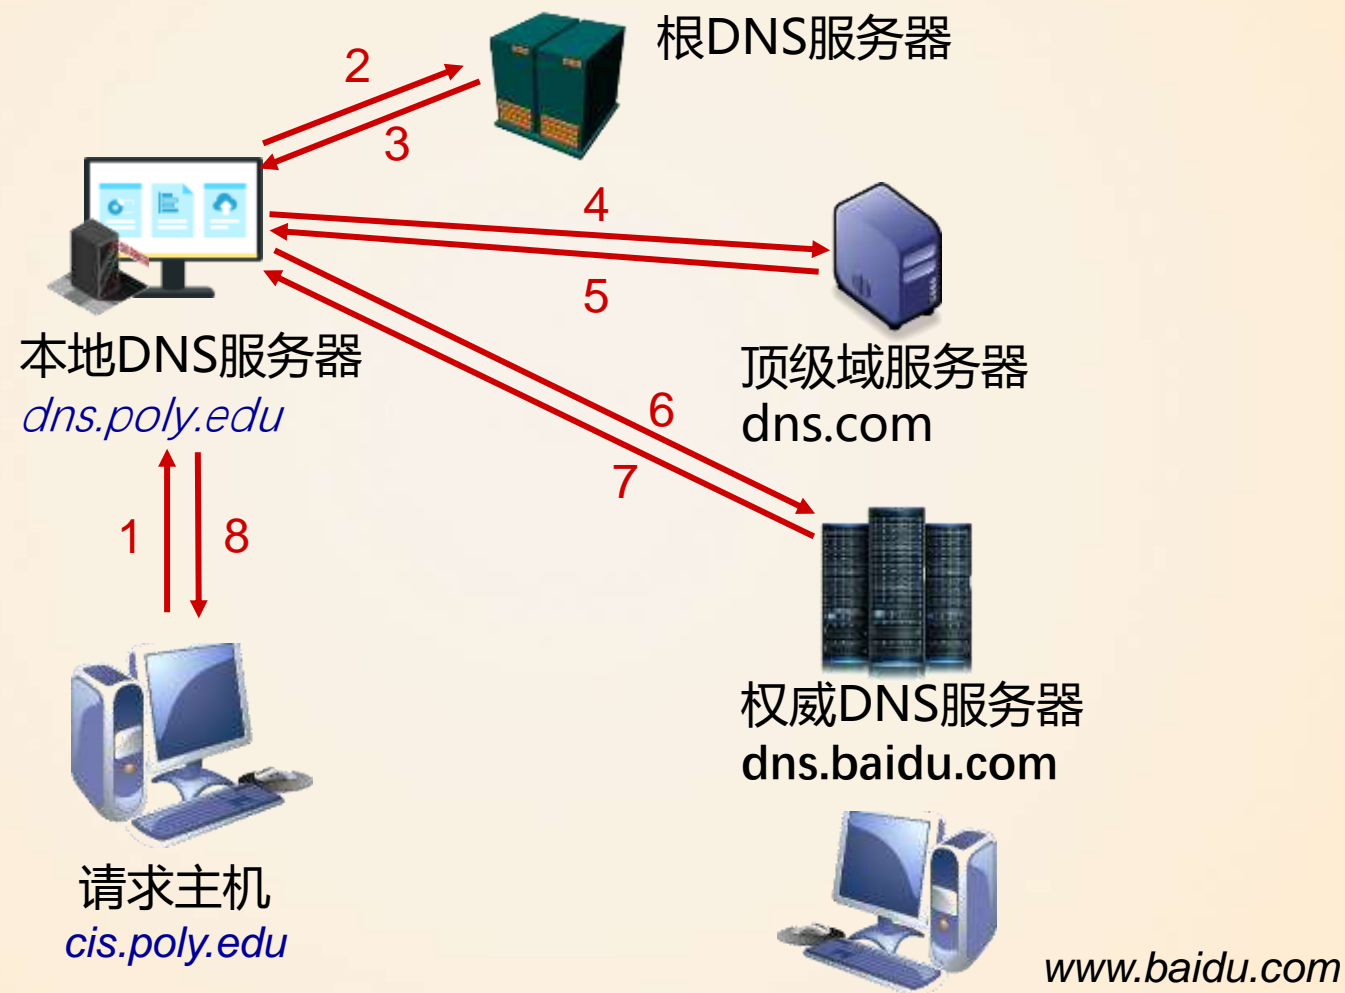 根DNS服务器
2
3
4
5
本地DNS服务器
dns.poly.edu
顶级域服务器
dns.com
6
7
1
8
权威DNS服务器
dns.baidu.com
请求主机
cis.poly.edu
www.baidu.com